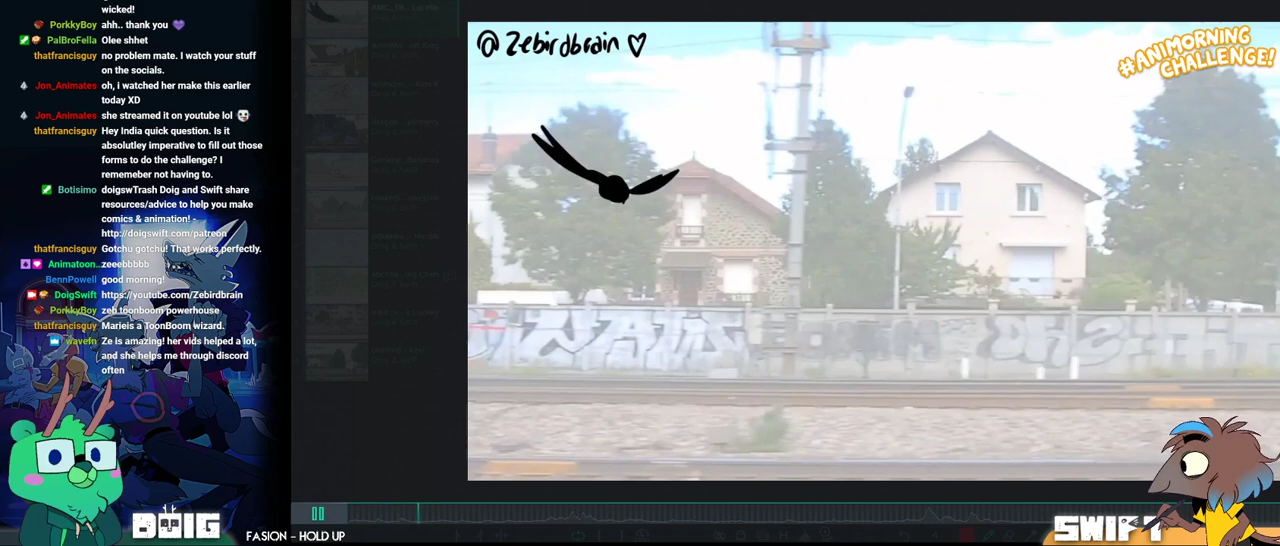 wicked!
PorkkyBoy ahh.. thank you
PalBroFella Olee shhet
thatfrancisguy no problem mate. I watch your stuff
on the socials.
Jon_Animates oh, i watched her make this earlier
today XD
Jon_Animates she streamed it on youtube lol
thatfrancisguy Hey India quick question. Is it
absolutley imperative to fill out those
forms to do the challenge? I
rememeber not having to.
Botisimo doigswTrash Doig and Swift share
resources/advice to help you make
comics & animation! -
http://doigswift.com/patreon
thatfrancisguy Gotchu gotchu! That works perfectly.
Animatoon.. zeeebbbbb
BennPowell good morning!
DoigSwift https://youtube.com/Zebirdbrain
PorkkyBoy zeb toonboom powerhouse
thatfrancisguy Marieis a ToonBoom wizard.
wavefn Ze is amazing! her vids helped a lot,
and she helps me through discord
often
@Zebirdbrain ♡
#ANIMORNING
CHALLENGE!
DOIG
FASION – HOLD UP
SWIFT